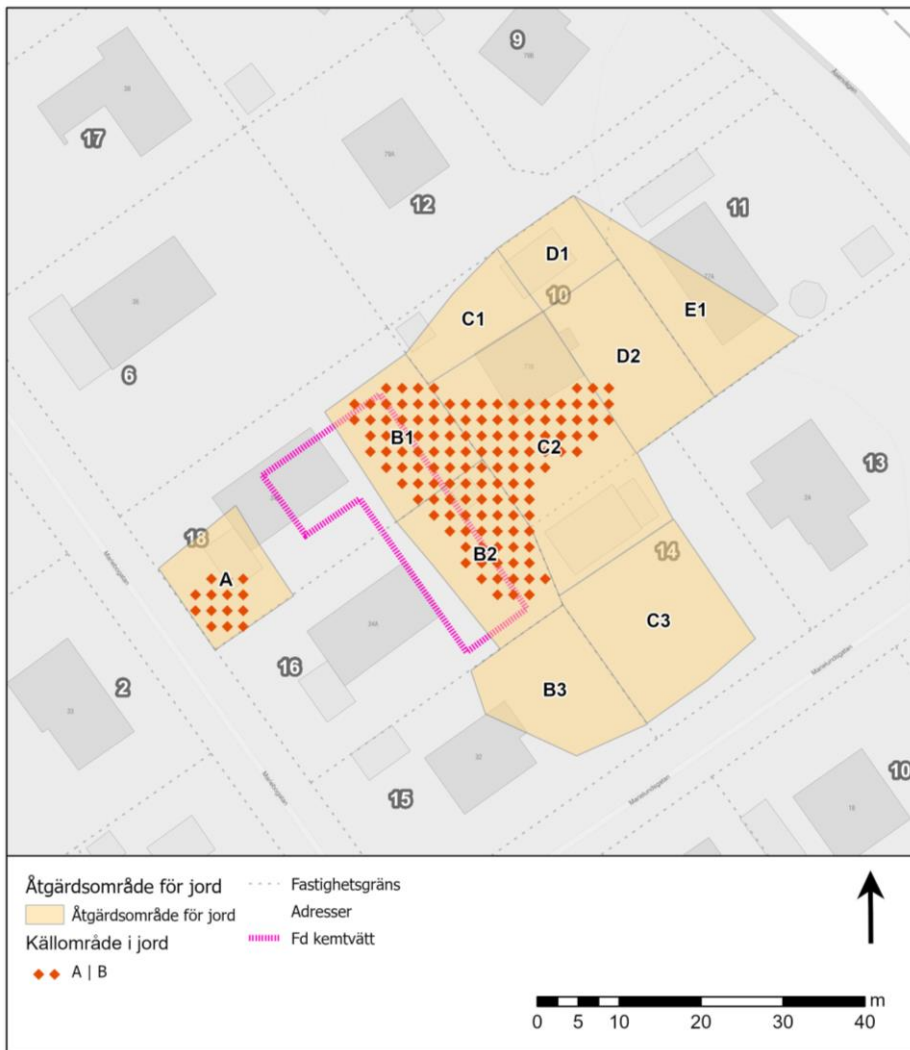 9
17
12
11
D1
10
C1
E1
D2
6
B1
C2
13
18
14
B2
A
C3
16
2
B3
15
10
Marielundsgatan
Åtgärdsområde för jord
Åtgärdsområde för jord
Källområde i jord
A | B
Fastighetsgräns
Adresser
Fd kemtvätt
m
0 5 10 20 30 40